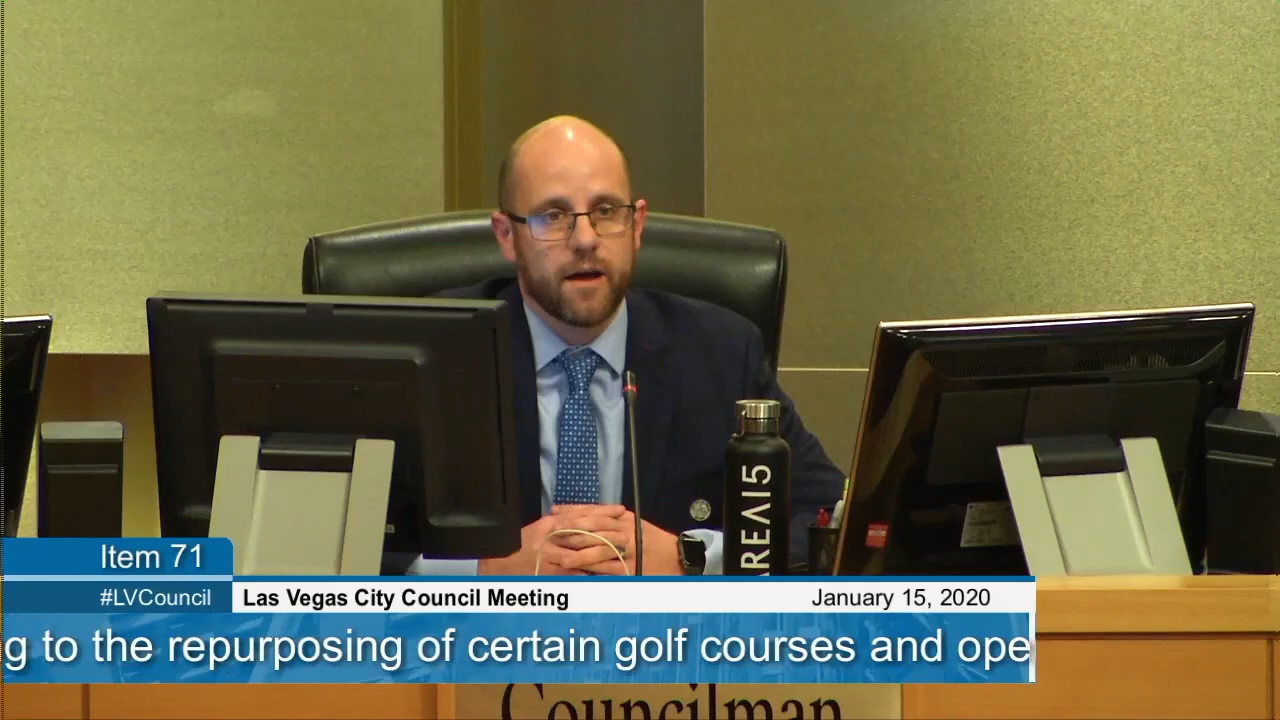 AREA15
Item 71
#LVCouncil
Las Vegas City Council Meeting
January 15, 2020
g to the repurposing of certain golf courses and ope
Councilman